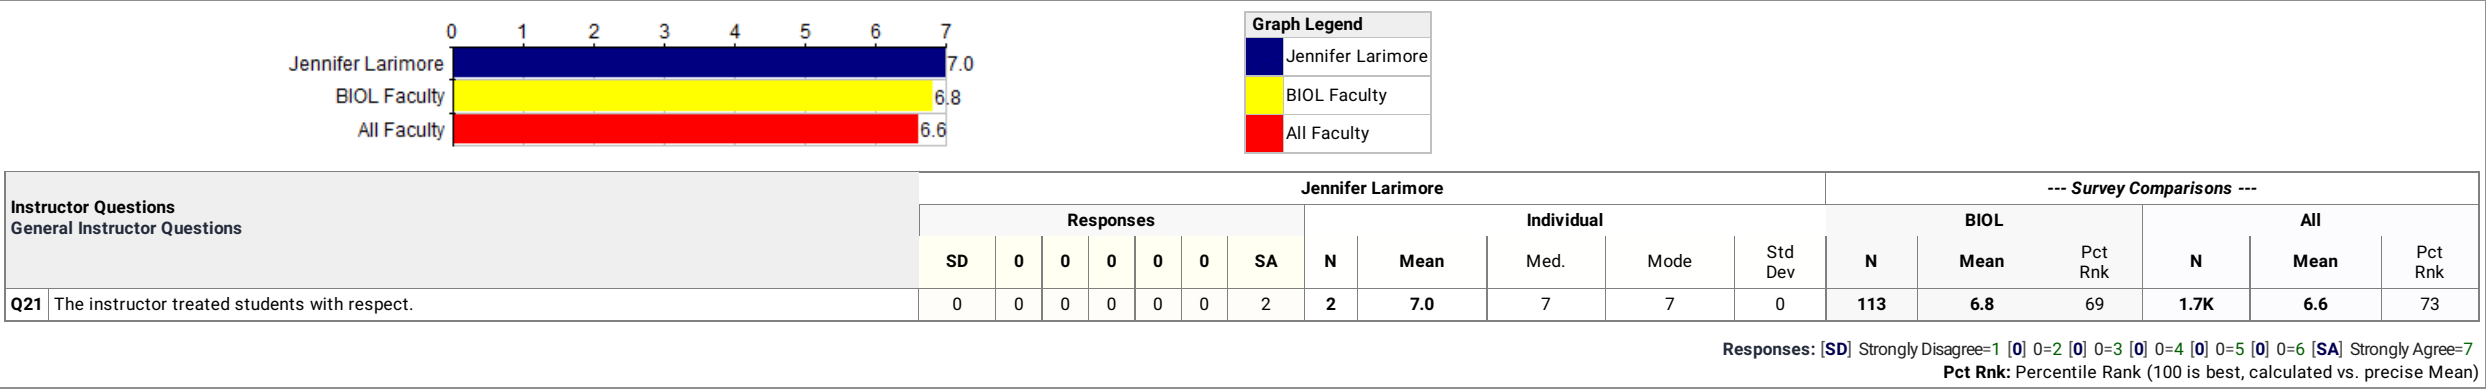 0 1 2 3 4 5 6 7
Jennifer Larimore 7.0
BIOL Faculty 6.8
All Faculty 6.6
Graph Legend
Jennifer Larimore
BIOL Faculty
All Faculty
Instructor Questions
General Instructor Questions
Jennifer Larimore --- Survey Comparisons ---
Responses Individual BIOL All
SD 0 0 0 0 0 SA N Mean Med. Mode Std Dev N Mean Pct Rnk N Mean Pct Rnk
Q21 The instructor treated students with respect. 0 0 0 0 0 0 2 2 7.0 7 7 0 113 6.8 69 1.7K 6.6 73
Responses: [SD] Strongly Disagree=1 [0] 0=2 [0] 0=3 [0] 0=4 [0] 0=5 [0] 0=6 [SA] Strongly Agree=7
Pct Rnk: Percentile Rank (100 is best, calculated vs. precise Mean)